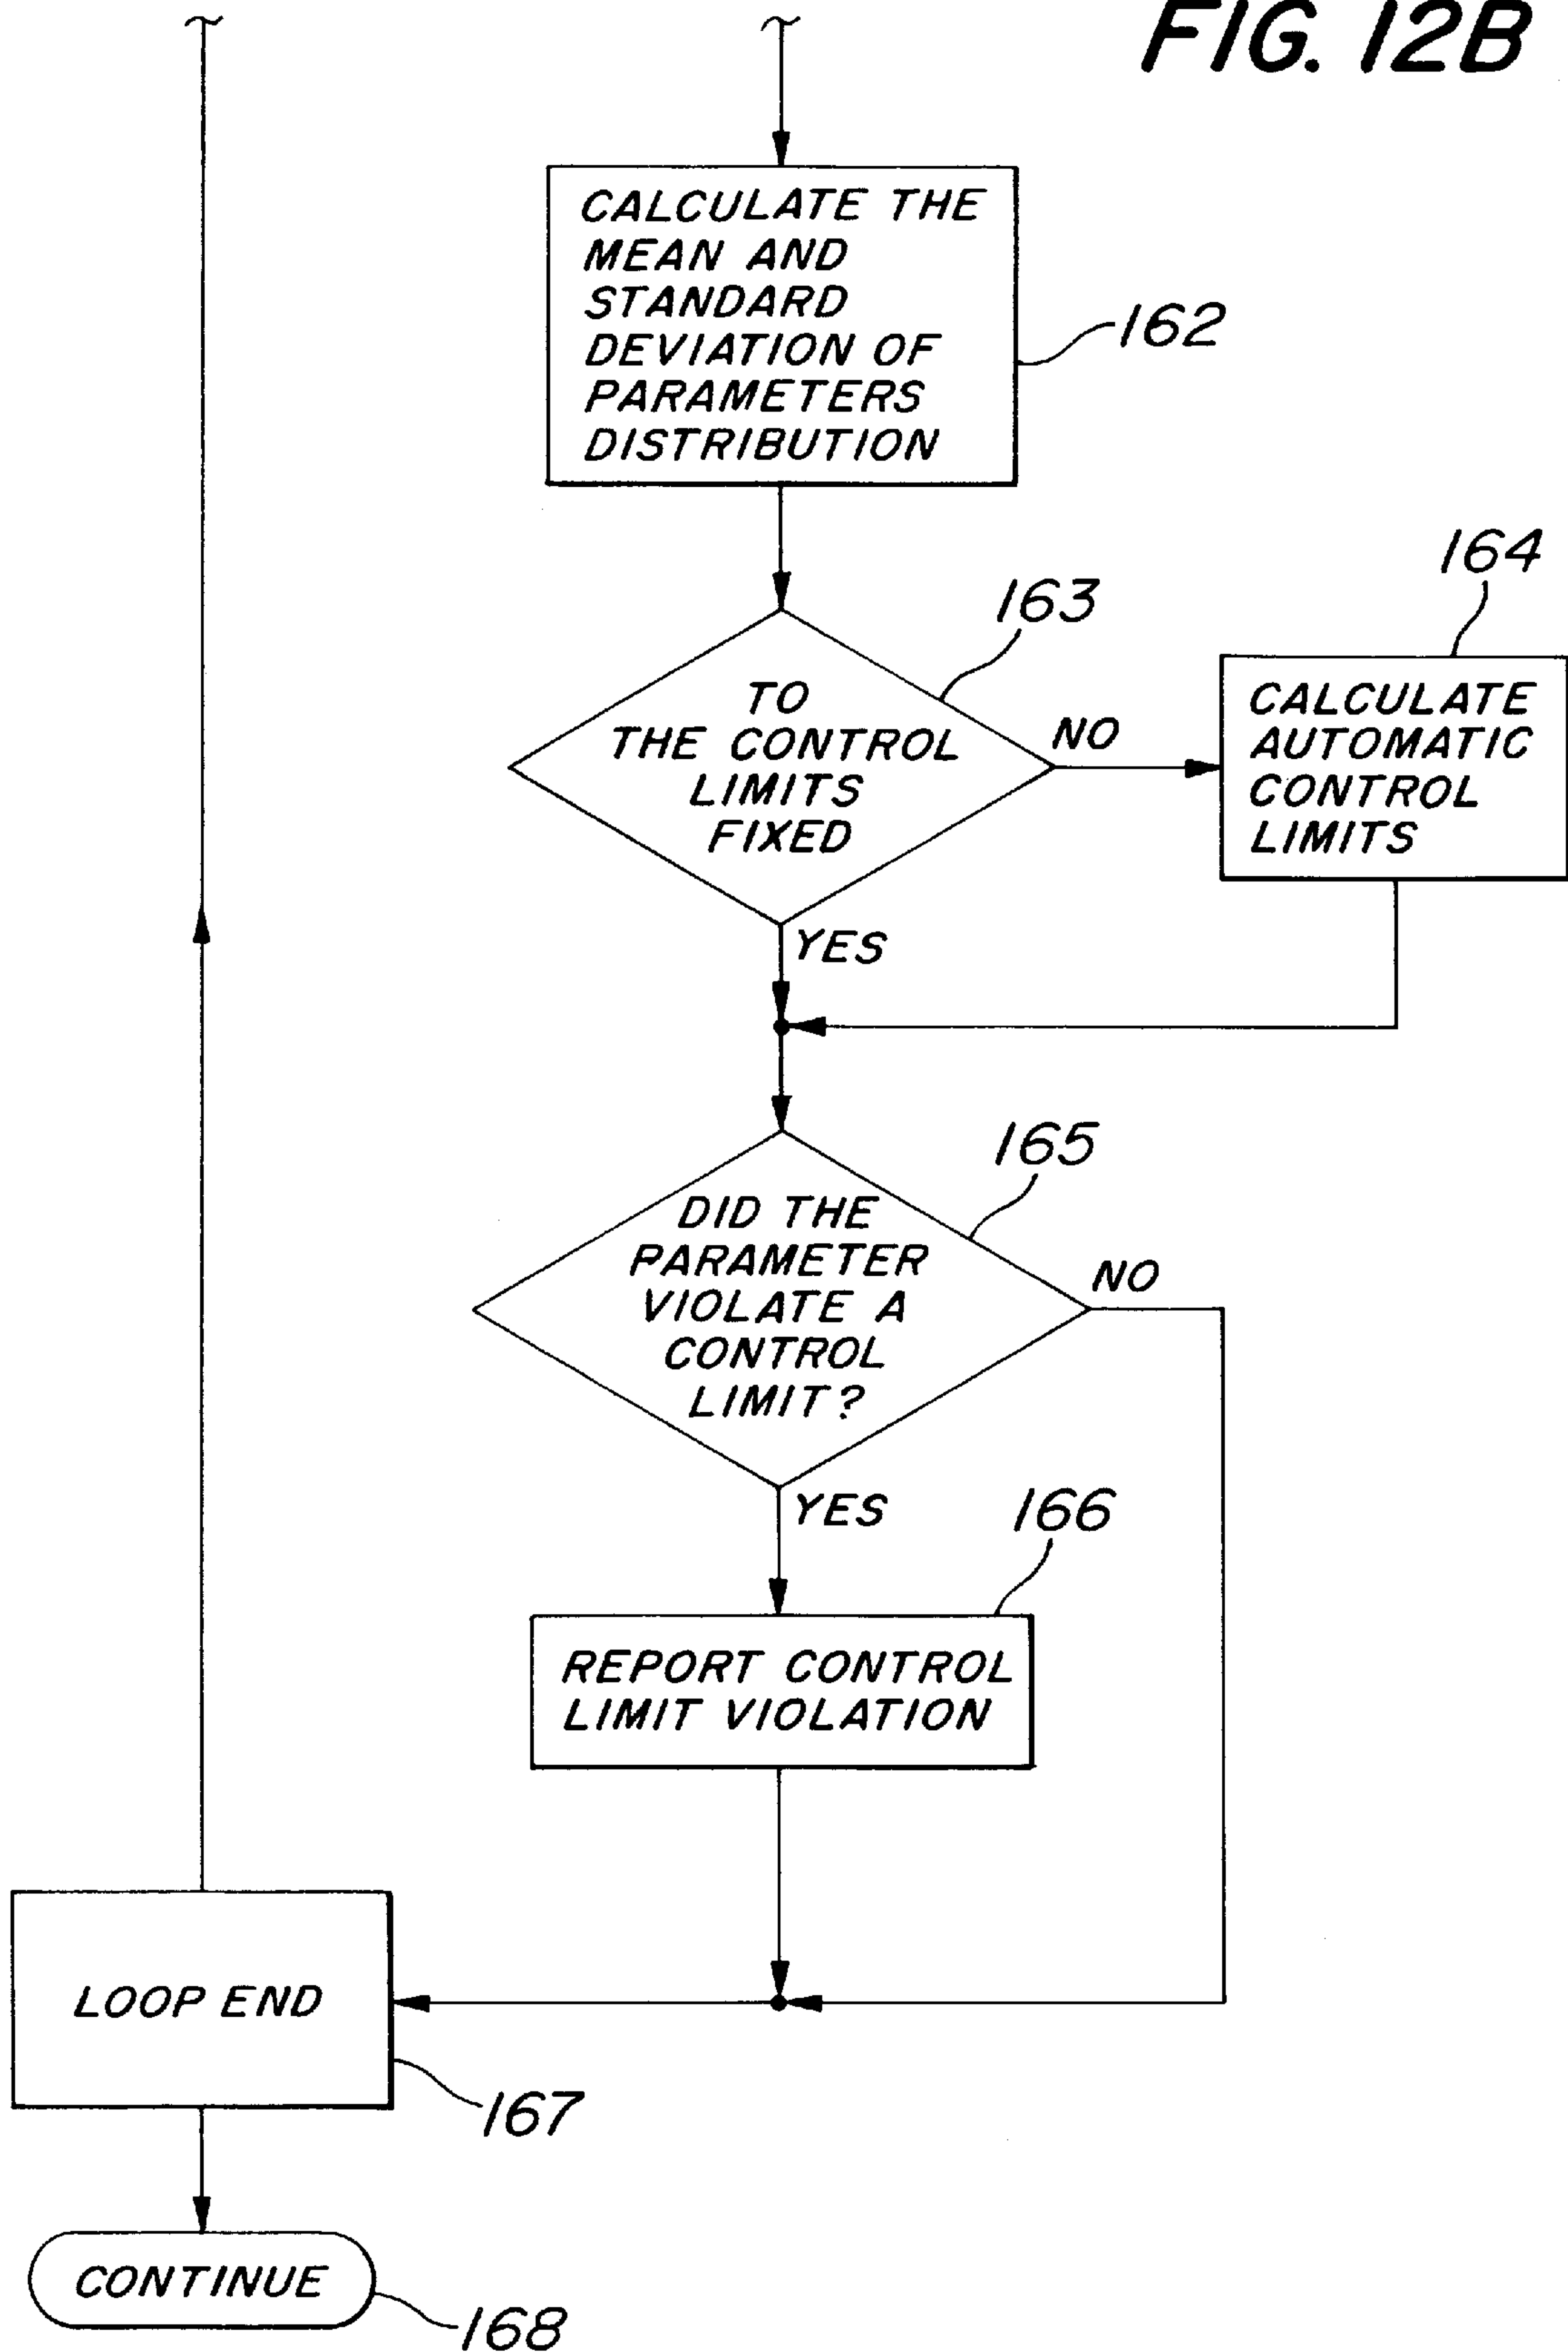 FIG. 12B
CALCULATE THE
MEAN AND
STANDARD
DEVIATION OF
PARAMETERS
DISTRIBUTION
162
163
164
TO
THE CONTROL
LIMITS
FIXED
NO
CALCULATE
AUTOMATIC
CONTROL
LIMITS
YES
165
DID THE
PARAMETER
VIOLATE A
CONTROL
LIMIT?
NO
YES
166
REPORT CONTROL
LIMIT VIOLATION
LOOP END
167
CONTINUE
168